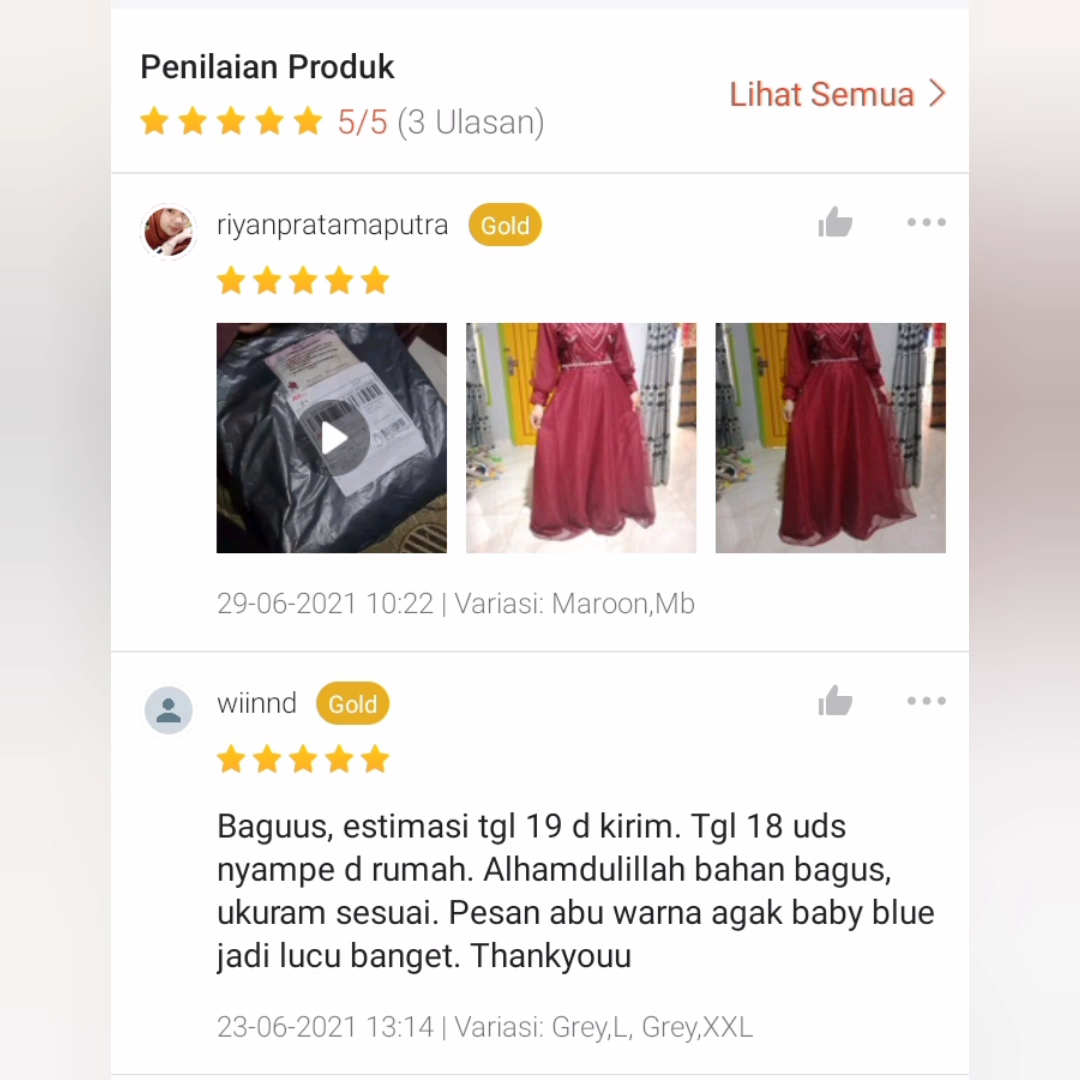 Penilaian Produk
5/5 (3 Ulasan)
Lihat Semua
riyanpratamaputra Gold
29-06-2021 10:22 | Variasi: Maroon,Mb
wiinnd Gold
Baguus, estimasi tgl 19 d kirim. Tgl 18 uds
nyampe d rumah. Alhamdulillah bahan bagus,
ukuram sesuai. Pesan abu warna agak baby blue
jadi lucu banget. Thankyouu
23-06-2021 13:14 | Variasi: Grey,L, Grey,XXL